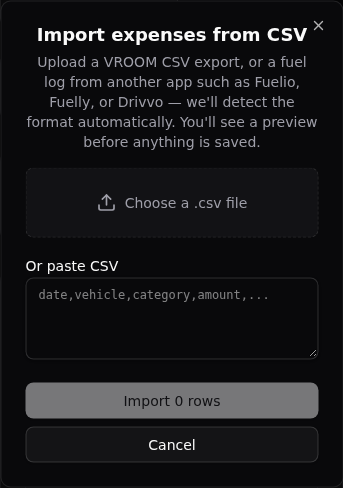 Import expenses from CSV
Upload a VROOM CSV export, or a fuel
log from another app such as Fuelio,
Fuelly, or Drivvo — we'll detect the
format automatically. You'll see a preview
before anything is saved.
Choose a .csv file
Or paste CSV
date,vehicle,category,amount,...
Import 0 rows
Cancel